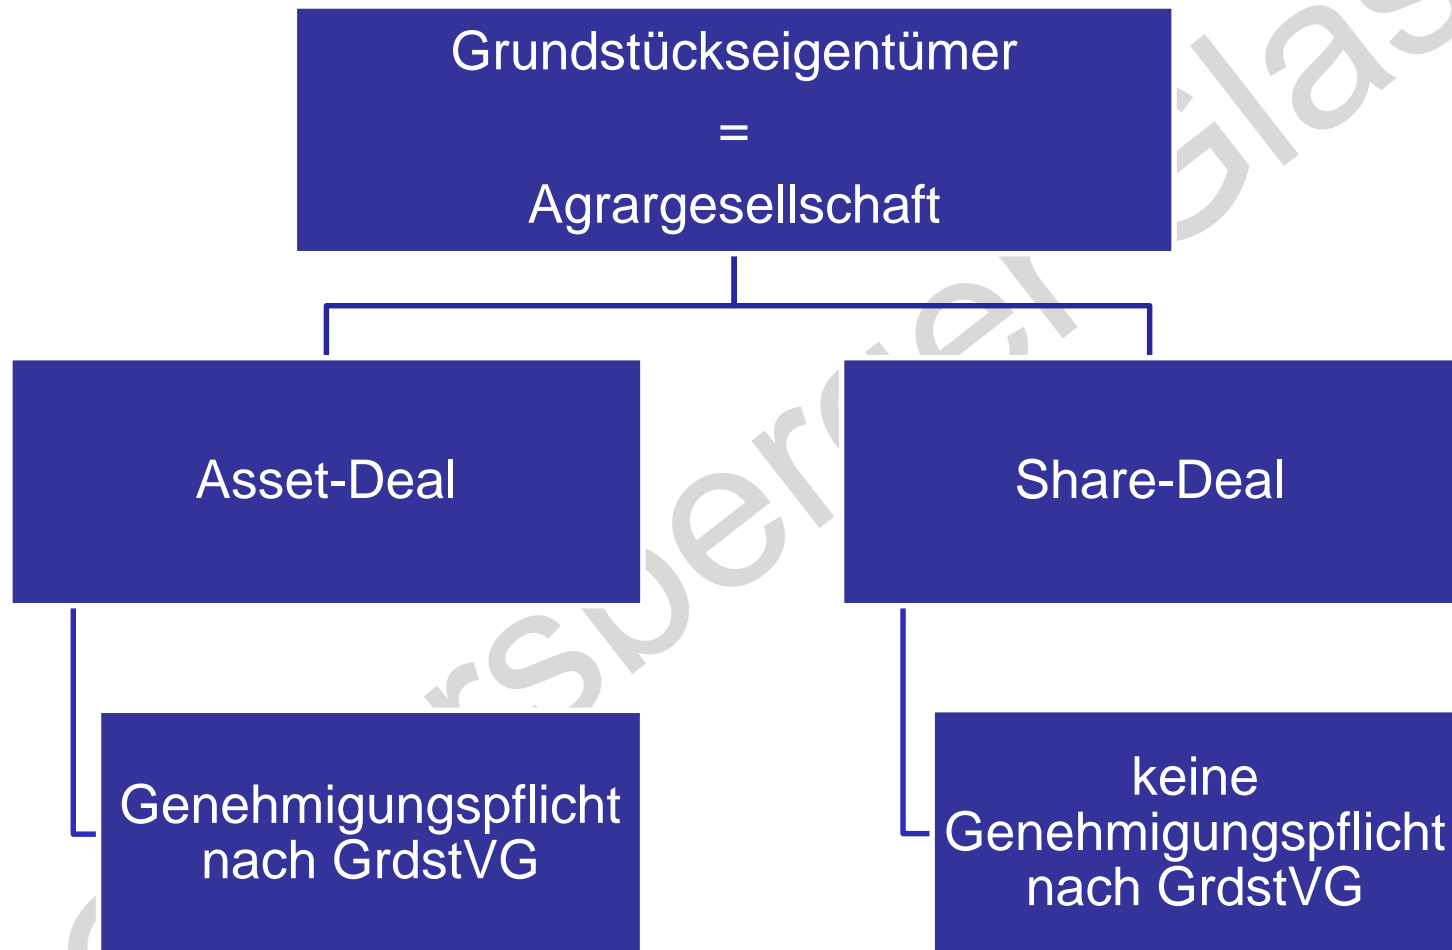 Grundstückseigentümer
=
Agrargesellschaft
Asset-Deal
Share-Deal
Genehmigungspflicht
nach GrdstVG
keine
Genehmigungspflicht
nach GrdstVG